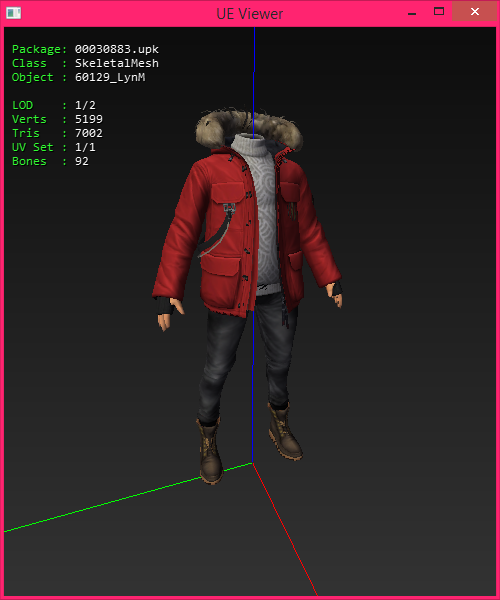 UE Viewer
Package: 00030883.upk
Class : SkeletalMesh
Object : 60129_LynM
LOD : 1/2
Verts : 5199
Tris : 7002
UV Set : 1/1
Bones : 92